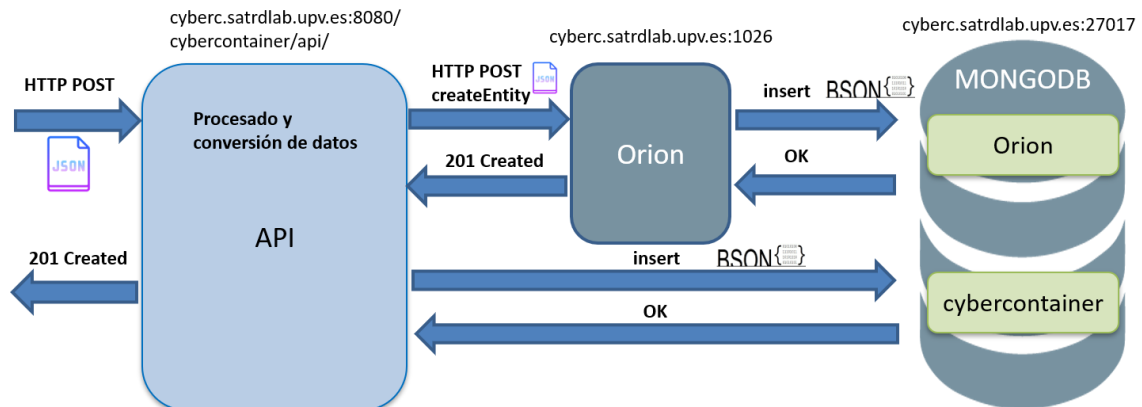 cyberc.satrdlab.upv.es:8080/
cybercontainer/api/
cyberc.satrdlab.upv.es:1026
cyberc.satrdlab.upv.es:27017
HTTP POST
JSON
Procesado y
conversión de datos
API
201 Created
HTTP POST
createEntity
JSON
201 Created
Orion
insert
BSON{}
OK
MONGODB
Orion
insert
BSON{}
OK
cybercontainer